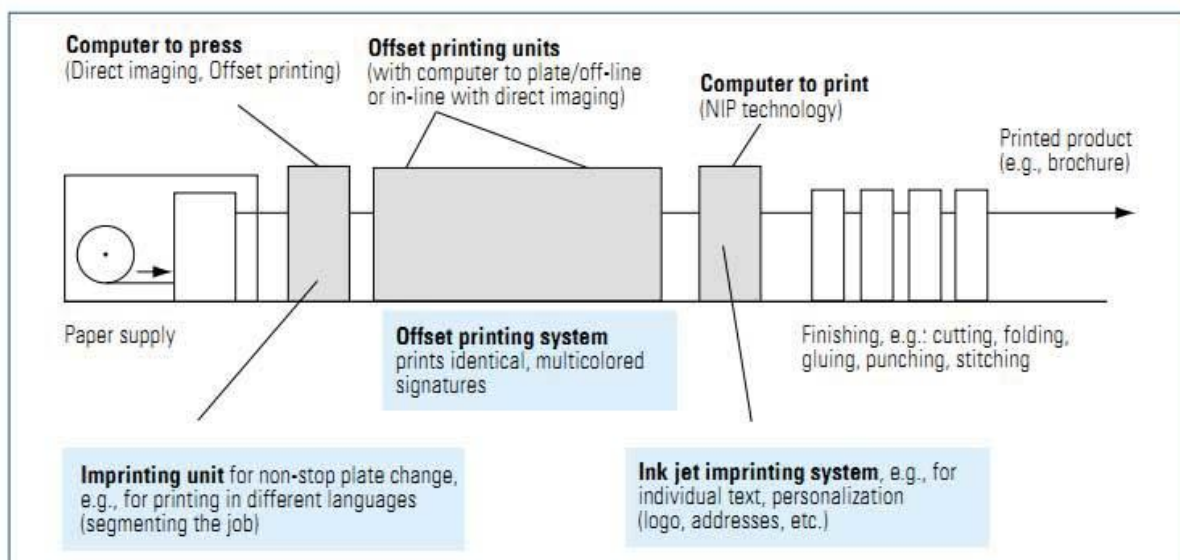 Computer to press
(Direct imaging, Offset printing)
Offset printing units
(with computer to plate/off-line
or in-line with direct imaging)
Computer to print
(NIP technology)
Printed product
(e.g., brochure)
Paper supply
Offset printing system
prints identical, multicolored
signatures
Finishing, e.g.: cutting, folding,
gluing, punching, stitching
Imprinting unit for non-stop plate change,
e.g., for printing in different languages
(segmenting the job)
Ink jet imprinting system, e.g., for
individual text, personalization
(logo, addresses, etc.)